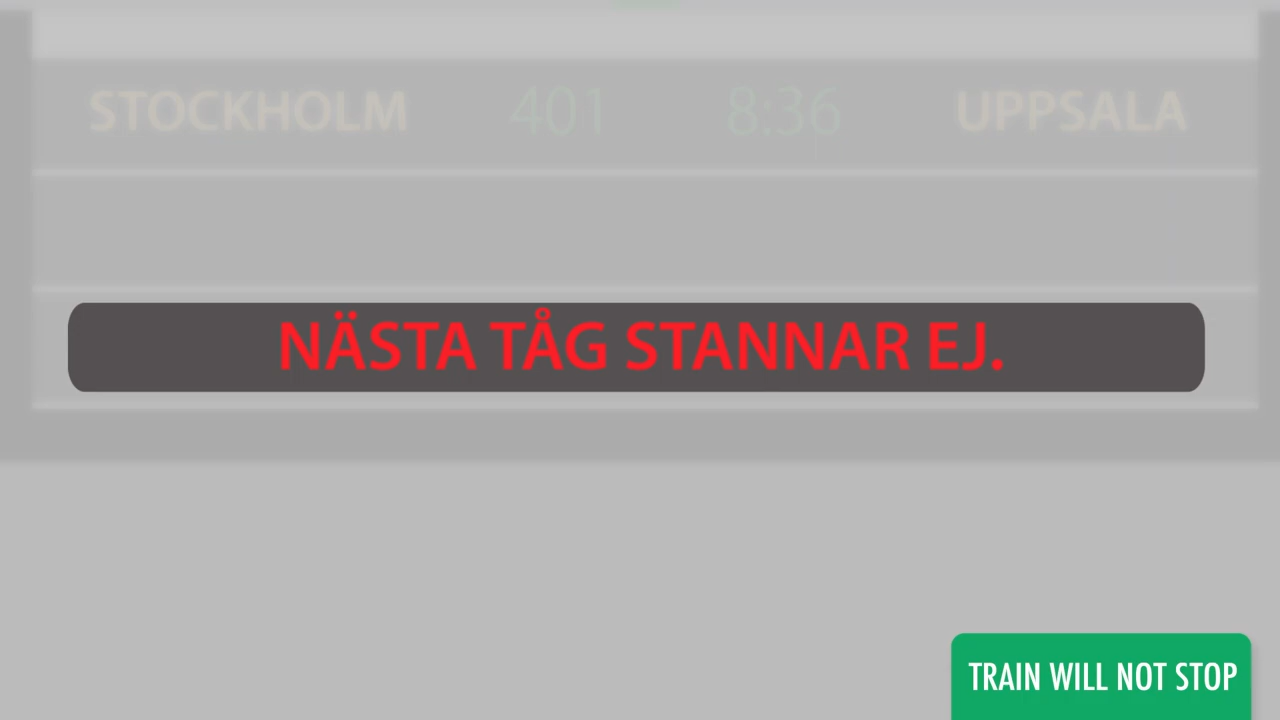 STOCKHOLM 401 8:36 UPPSALA
NÄSTA TÅG STANNAR EJ.
TRAIN WILL NOT STOP